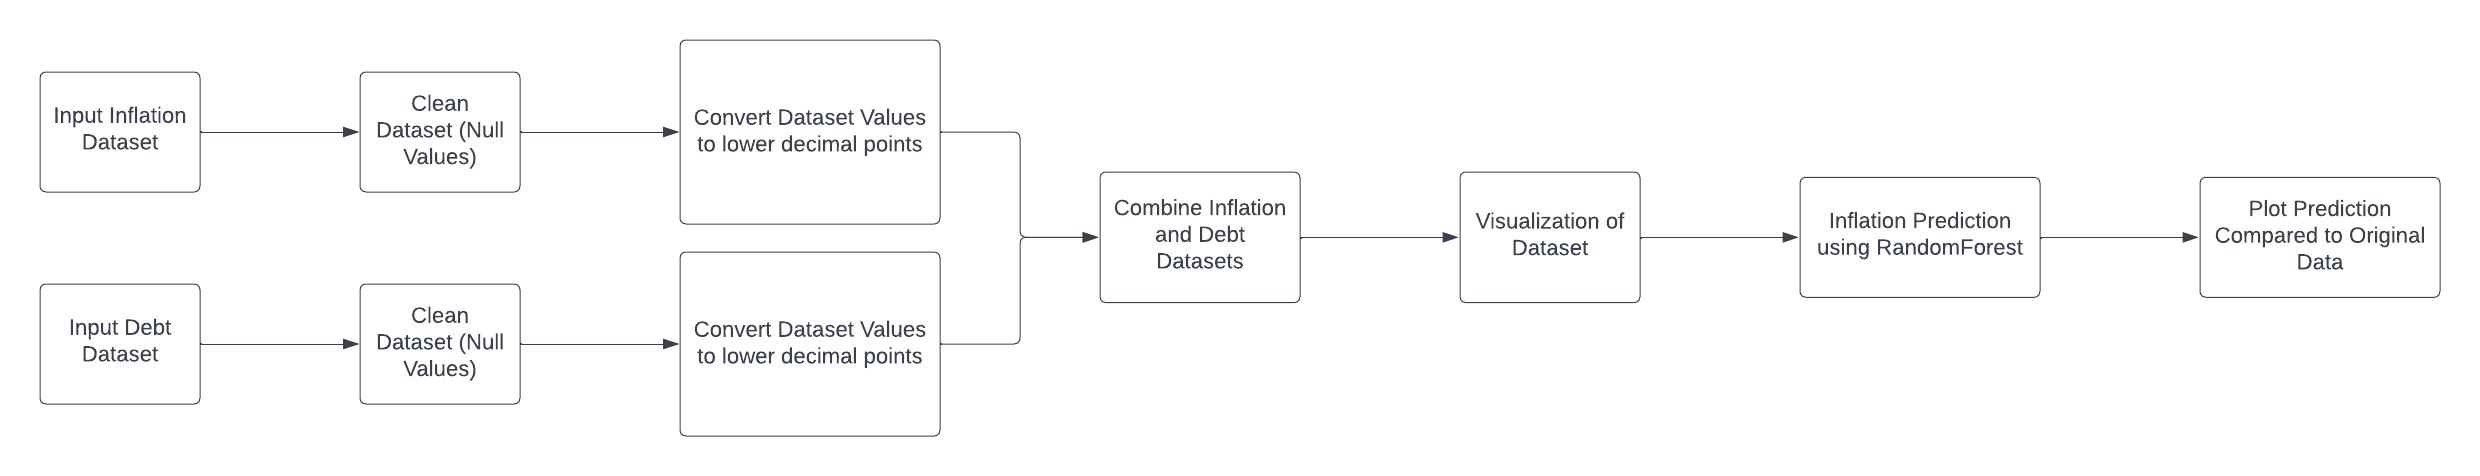 Input Inflation
Dataset
Clean
Dataset (Null
Values)
Convert Dataset Values
to lower decimal points
Input Debt
Dataset
Clean
Dataset (Null
Values)
Convert Dataset Values
to lower decimal points
Combine Inflation
and Debt
Datasets
Visualization of
Dataset
Inflation Prediction
using RandomForest
Plot Prediction
Compared to Original
Data